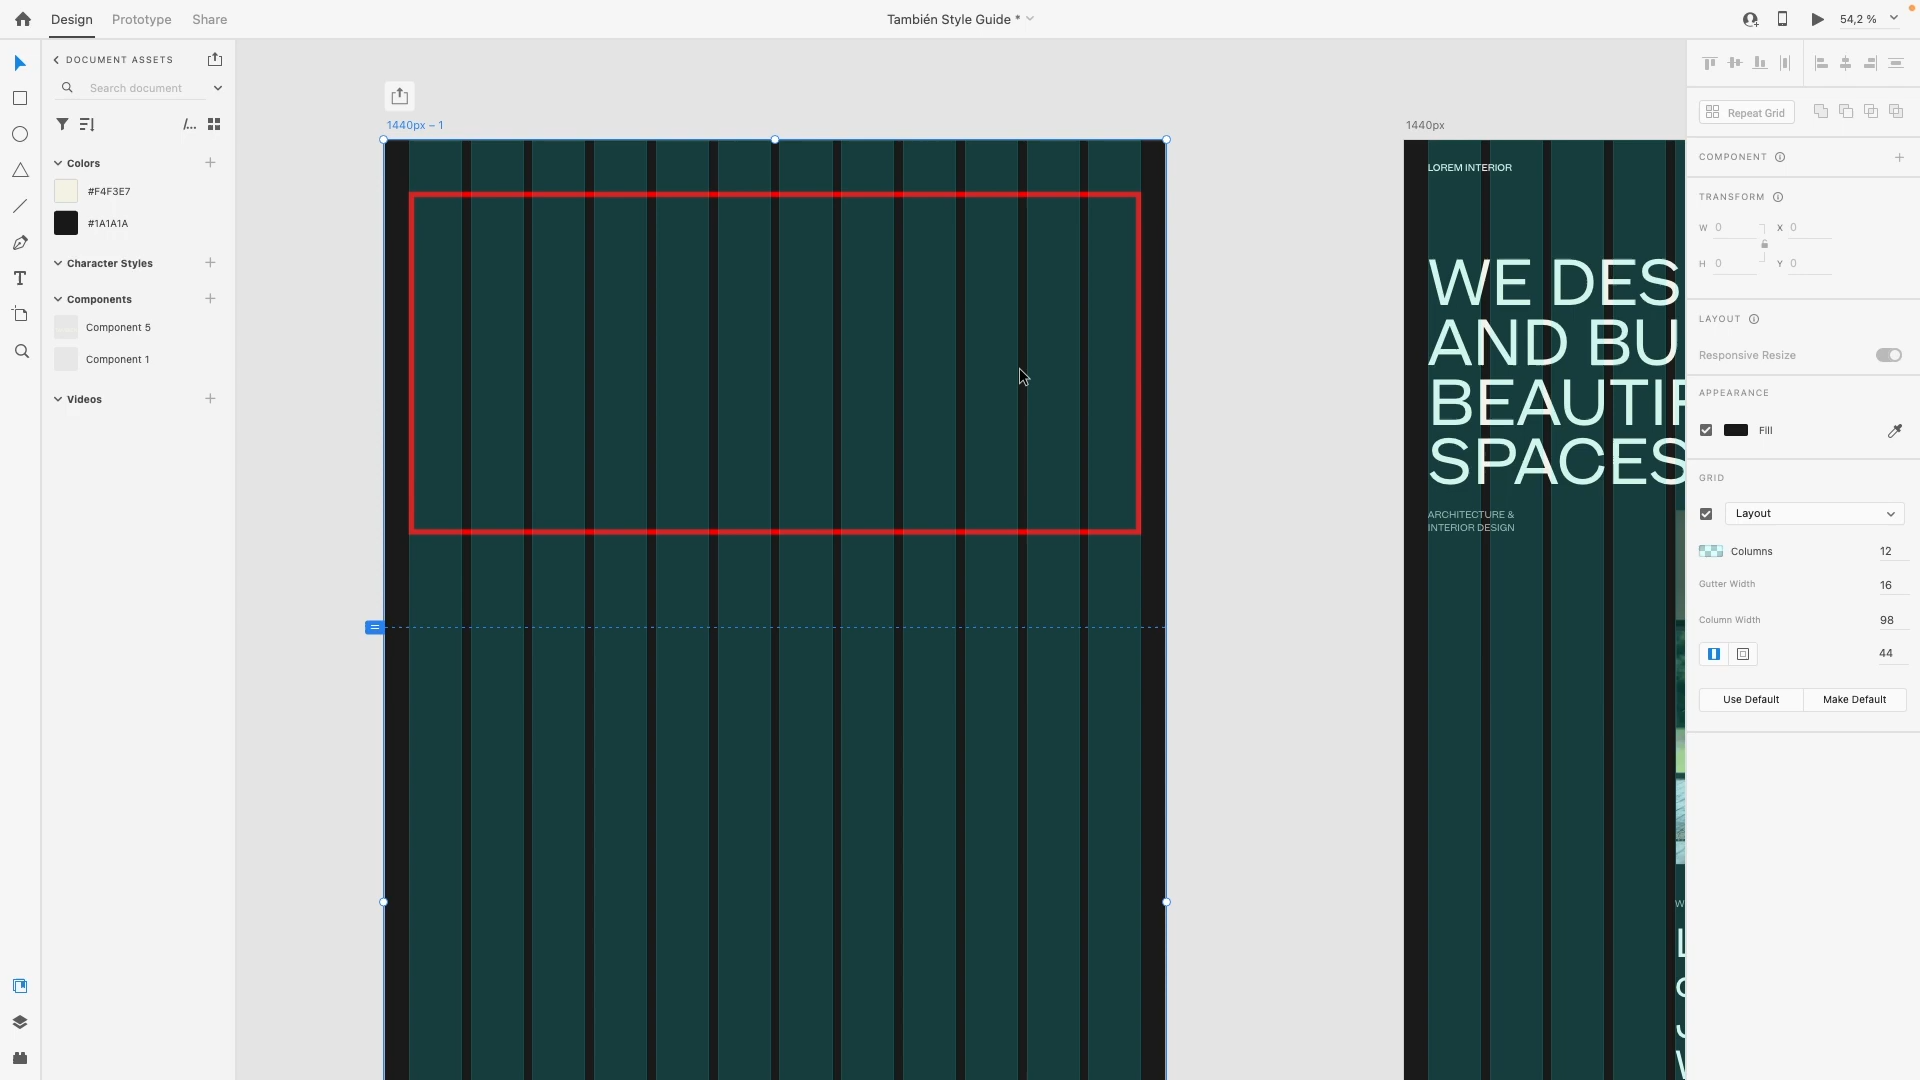 Design
Prototype
Share
También Style Guide *
54,2 %
DOCUMENT ASSETS
Search document
/...
Colors
#F4F3E7
#1A1A1A
Character Styles
Components
Component 5
Component 1
Videos
1440px – 1
1440px
LOREM INTERIOR
WE DES
AND BU
BEAUTIF
SPACES
ARCHITECTURE &
INTERIOR DESIGN
W
L
Repeat Grid
COMPONENT
TRANSFORM
W 0 X 0
H 0 Y 0
LAYOUT
Responsive Resize
APPEARANCE
Fill
GRID
Layout
Columns 12
Gutter Width 16
Column Width 98
44
Use Default
Make Default